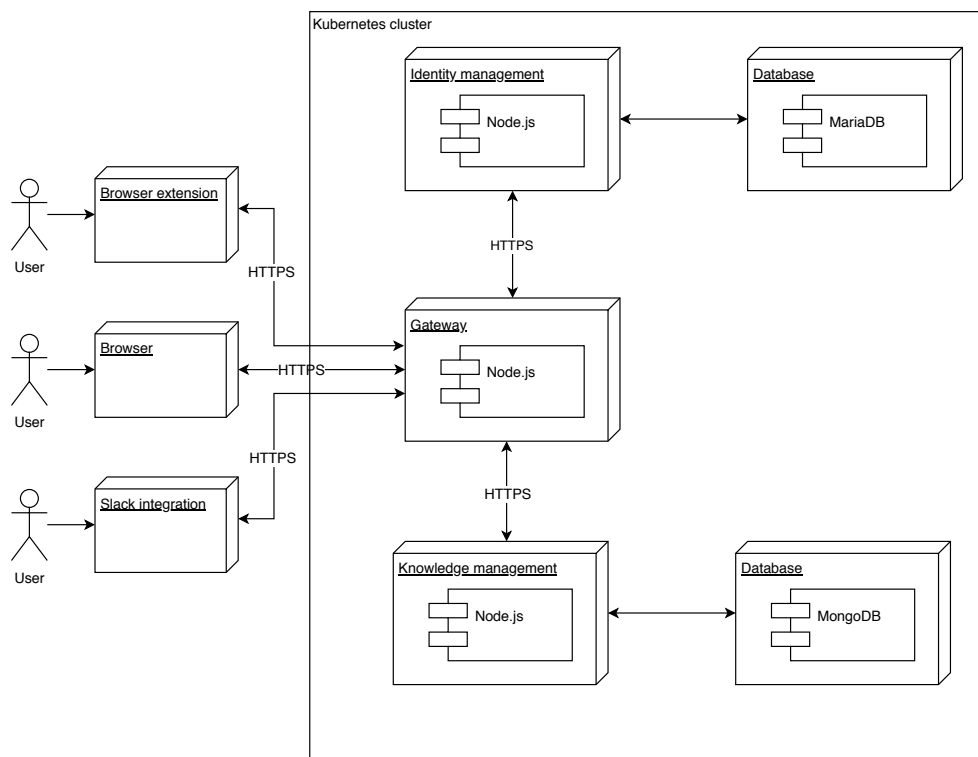 Kubernetes cluster
Identity management
Node.js
Database
MariaDB
Browser extension
User
HTTPS
HTTPS
Gateway
Node.js
Browser
User
HTTPS
HTTPS
Slack integration
User
HTTPS
Knowledge management
Node.js
Database
MongoDB